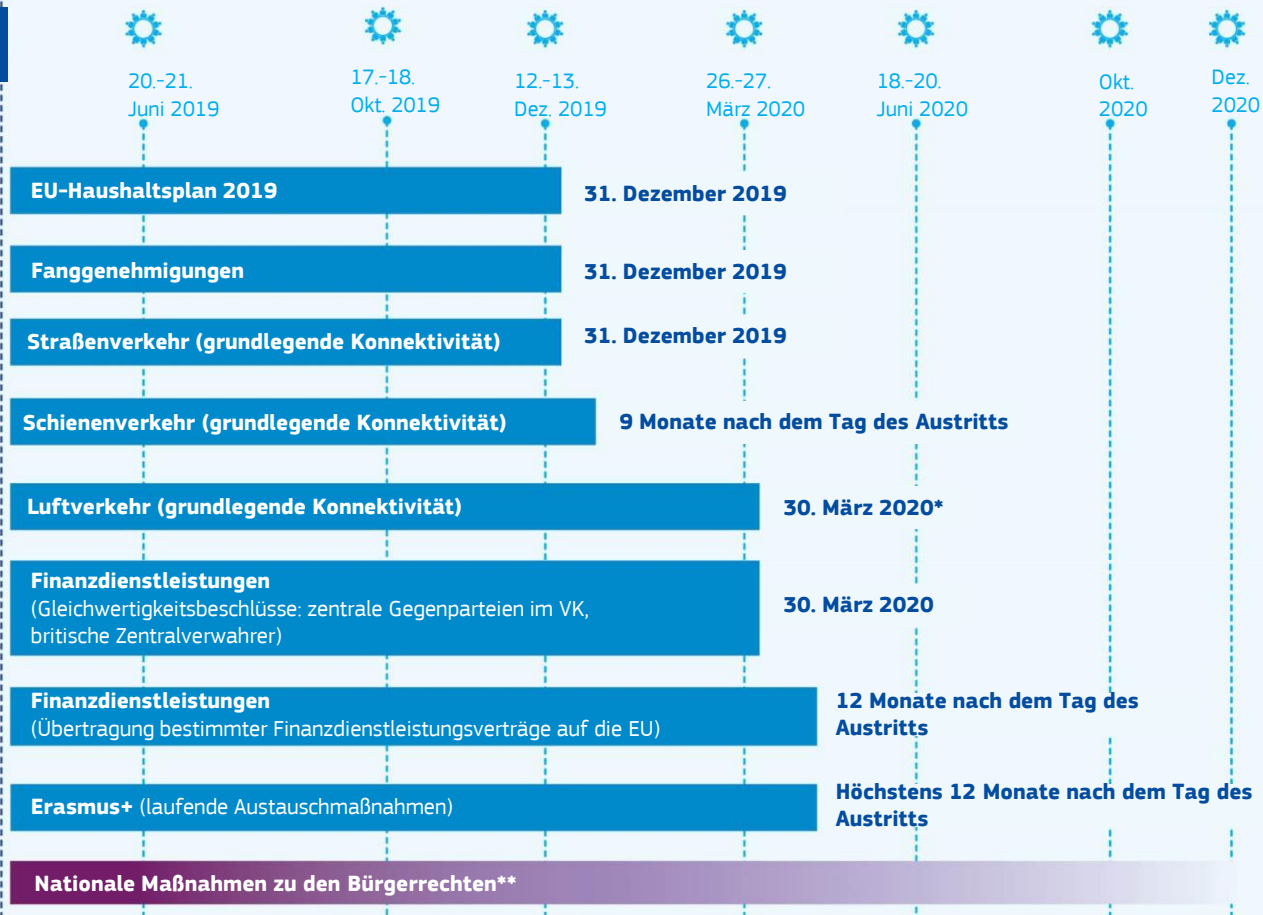 20.-21.
Juni 2019
17.-18.
Okt. 2019
12.-13.
Dez. 2019
26.-27.
März 2020
18.-20.
Juni 2020
Okt.
2020
Dez.
2020
EU-Haushaltsplan 2019
31. Dezember 2019
Fanggenehmigungen
31. Dezember 2019
Straßenverkehr (grundlegende Konnektivität)
31. Dezember 2019
Schienenverkehr (grundlegende Konnektivität)
9 Monate nach dem Tag des Austritts
Luftverkehr (grundlegende Konnektivität)
30. März 2020*
Finanzdienstleistungen
(Gleichwertigkeitsbeschlüsse: zentrale Gegenparteien im VK,
britische Zentralverwahrer)
30. März 2020
Finanzdienstleistungen
(Übertragung bestimmter Finanzdienstleistungsverträge auf die EU)
12 Monate nach dem Tag des
Austritts
Erasmus+ (laufende Austauschmaßnahmen)
Höchstens 12 Monate nach dem Tag des
Austritts
Nationale Maßnahmen zu den Bürgerrechten**